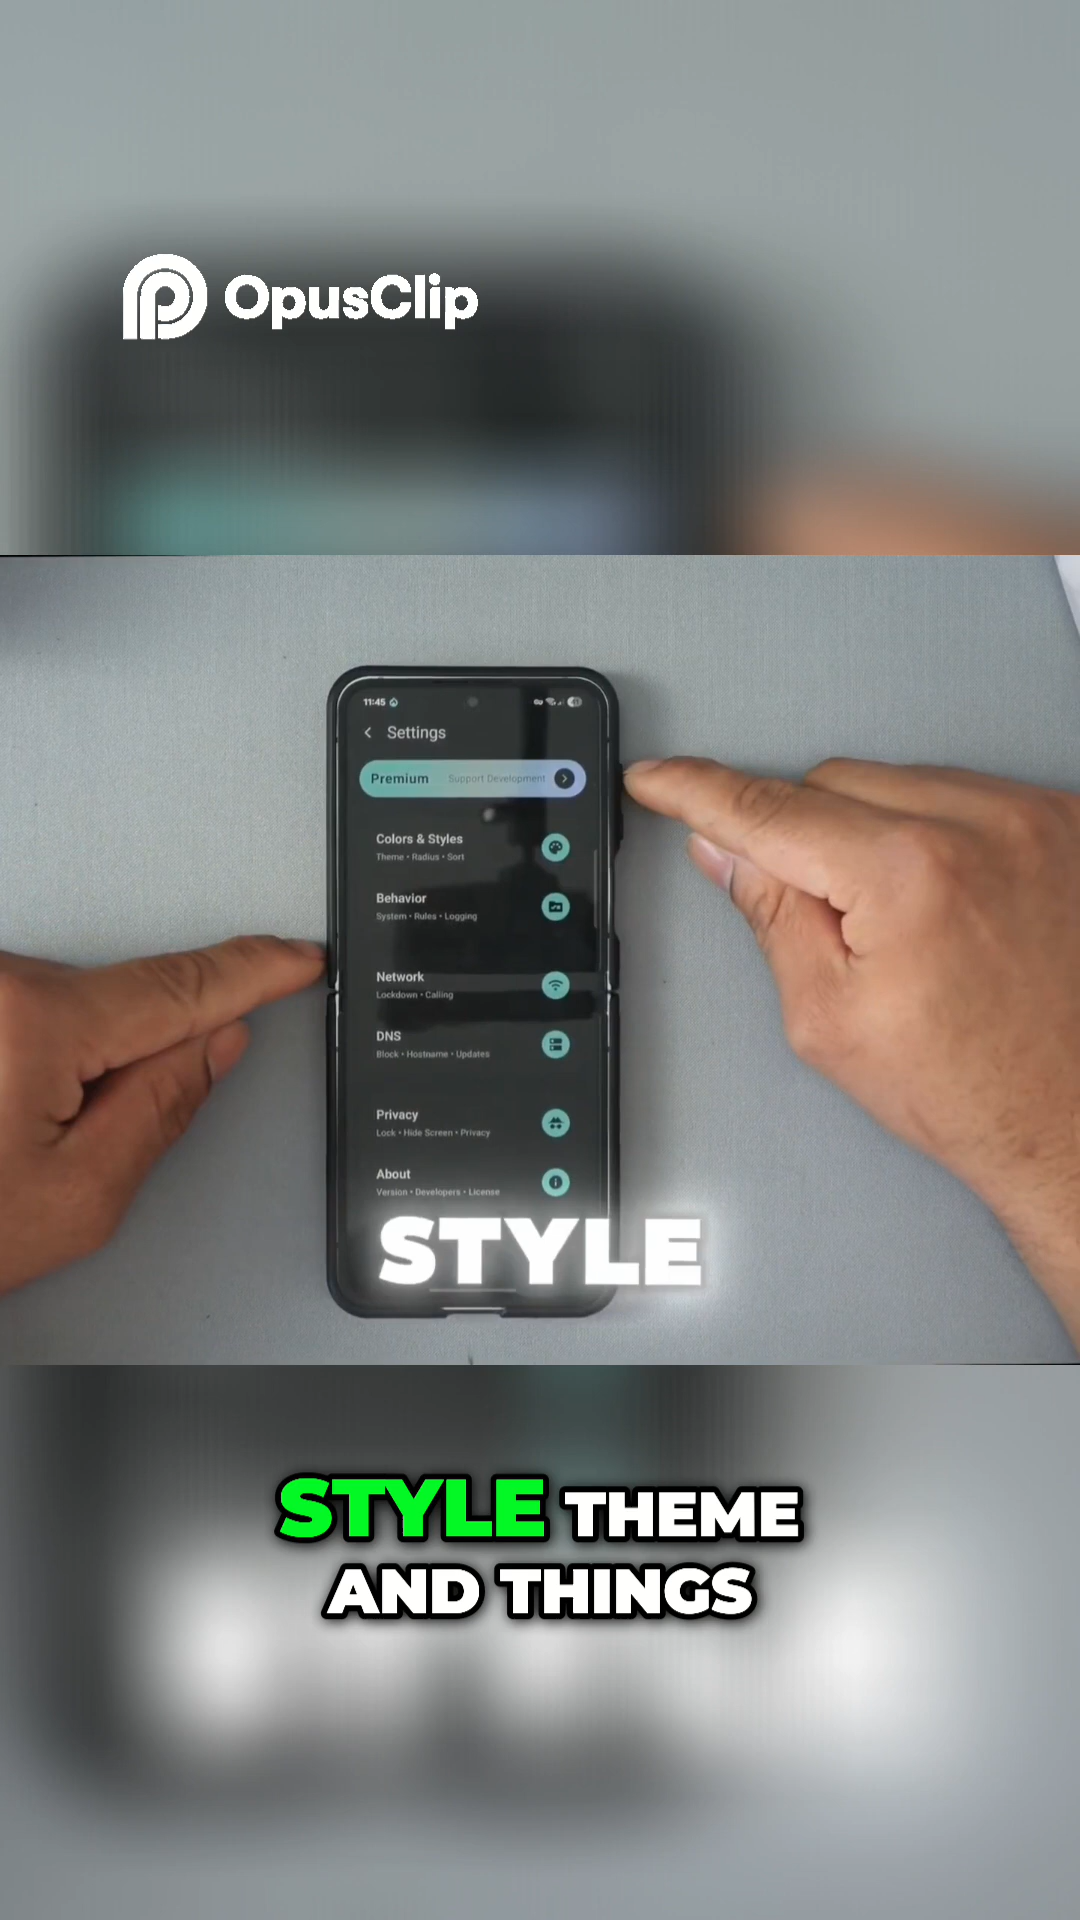 OpusClip
11:45
Settings
Premium Support Development
Colors & Styles
Theme • Radius • Sort
Behavior
System • Rules • Logging
Network
Lockdown • Calling
DNS
Block • Hostname • Updates
Privacy
Lock • Hide Screen • Privacy
About
Version • Developers • License
STYLE
STYLE THEME
AND THINGS